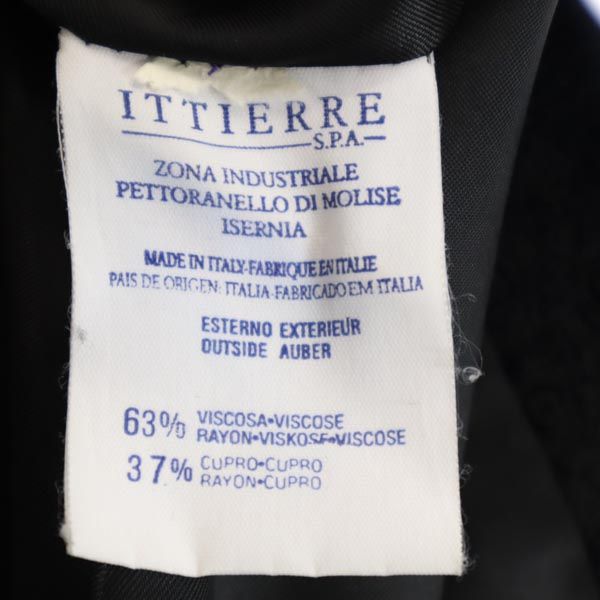 ITTIERRE
S.P.A.
ZONA INDUSTRIALE
PETTORANELLO DI MOLISE
ISERNIA
MADE IN ITALY-FABRIQUE EN ITALIE
PAIS DE ORIGEN: ITALIA-FABRICADO EM ITALIA
ESTERNO EXTERIEUR
OUTSIDE AUBER
63% VISCOSA•VISCOSE
RAYON•VISKOSE•VISCOSE
37% CUPRO•CUPRO
RAYON•CUPRO